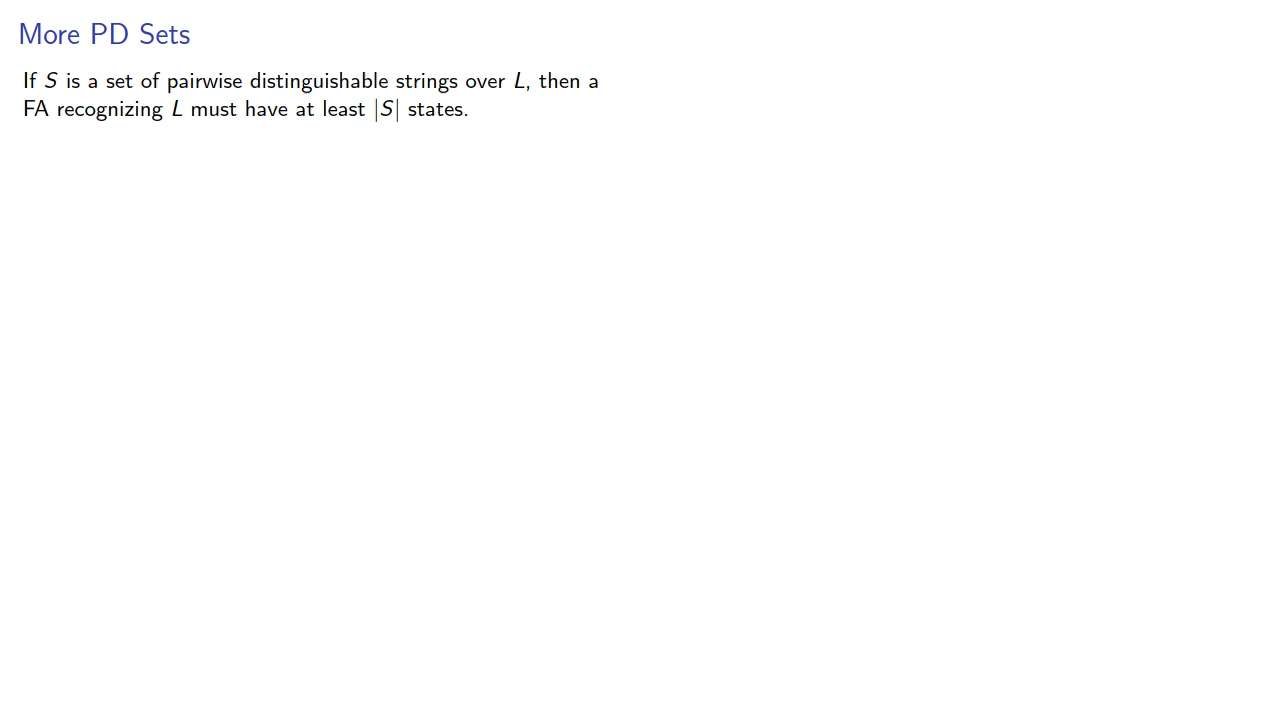 More PD Sets
If S is a set of pairwise distinguishable strings over L, then a
FA recognizing L must have at least |S| states.